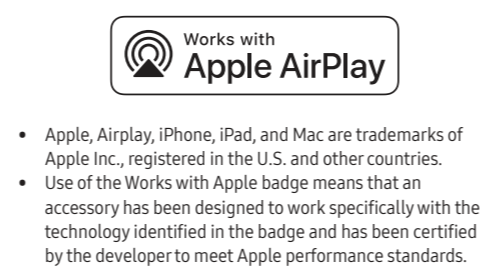 Works with
Apple AirPlay
• Apple, Airplay, iPhone, iPad, and Mac are trademarks of
Apple Inc., registered in the U.S. and other countries.
• Use of the Works with Apple badge means that an
accessory has been designed to work specifically with the
technology identified in the badge and has been certified
by the developer to meet Apple performance standards.